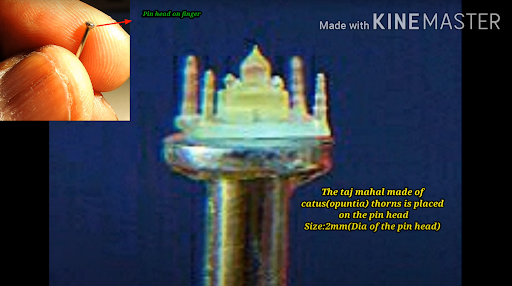 Pin head on finger
Made with KINEMASTER
The taj mahal made of
catus(opuntia) thorns is placed
on the pin head
Size:2mm(Dia of the pin head)